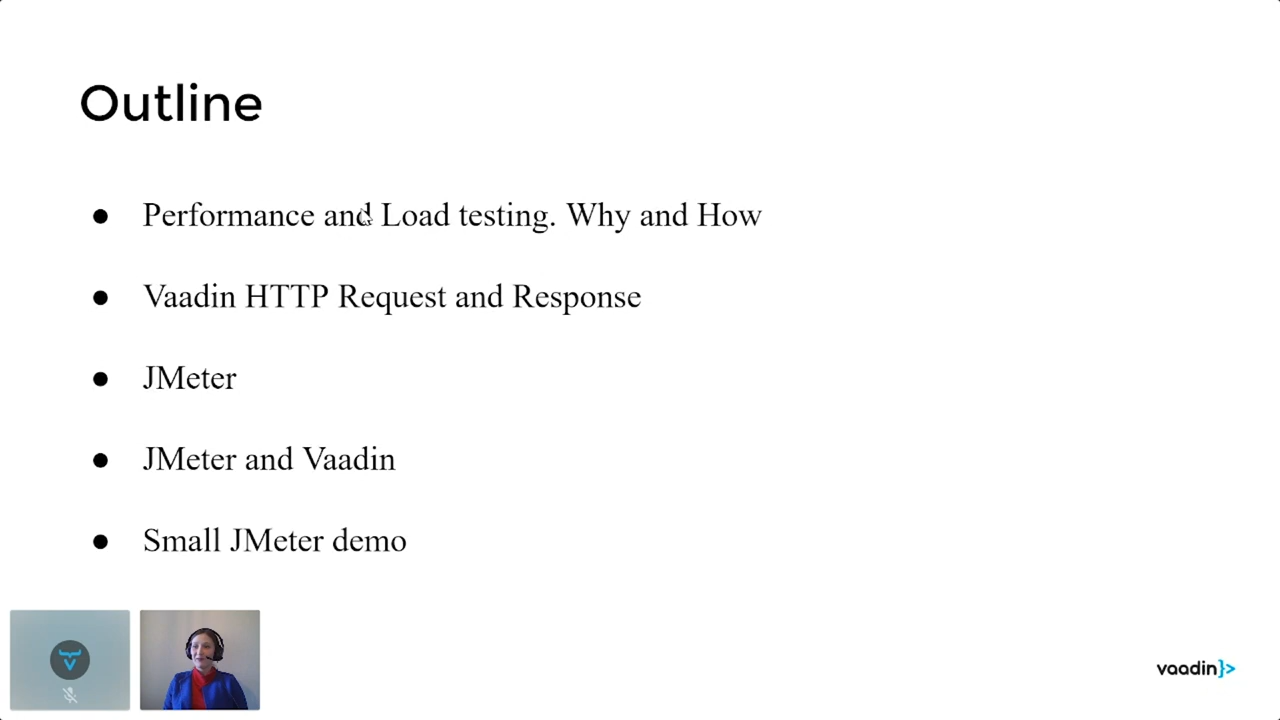 Outline
● Performance and Load testing. Why and How
● Vaadin HTTP Request and Response
● JMeter
● JMeter and Vaadin
● Small JMeter demo
vaadin}>